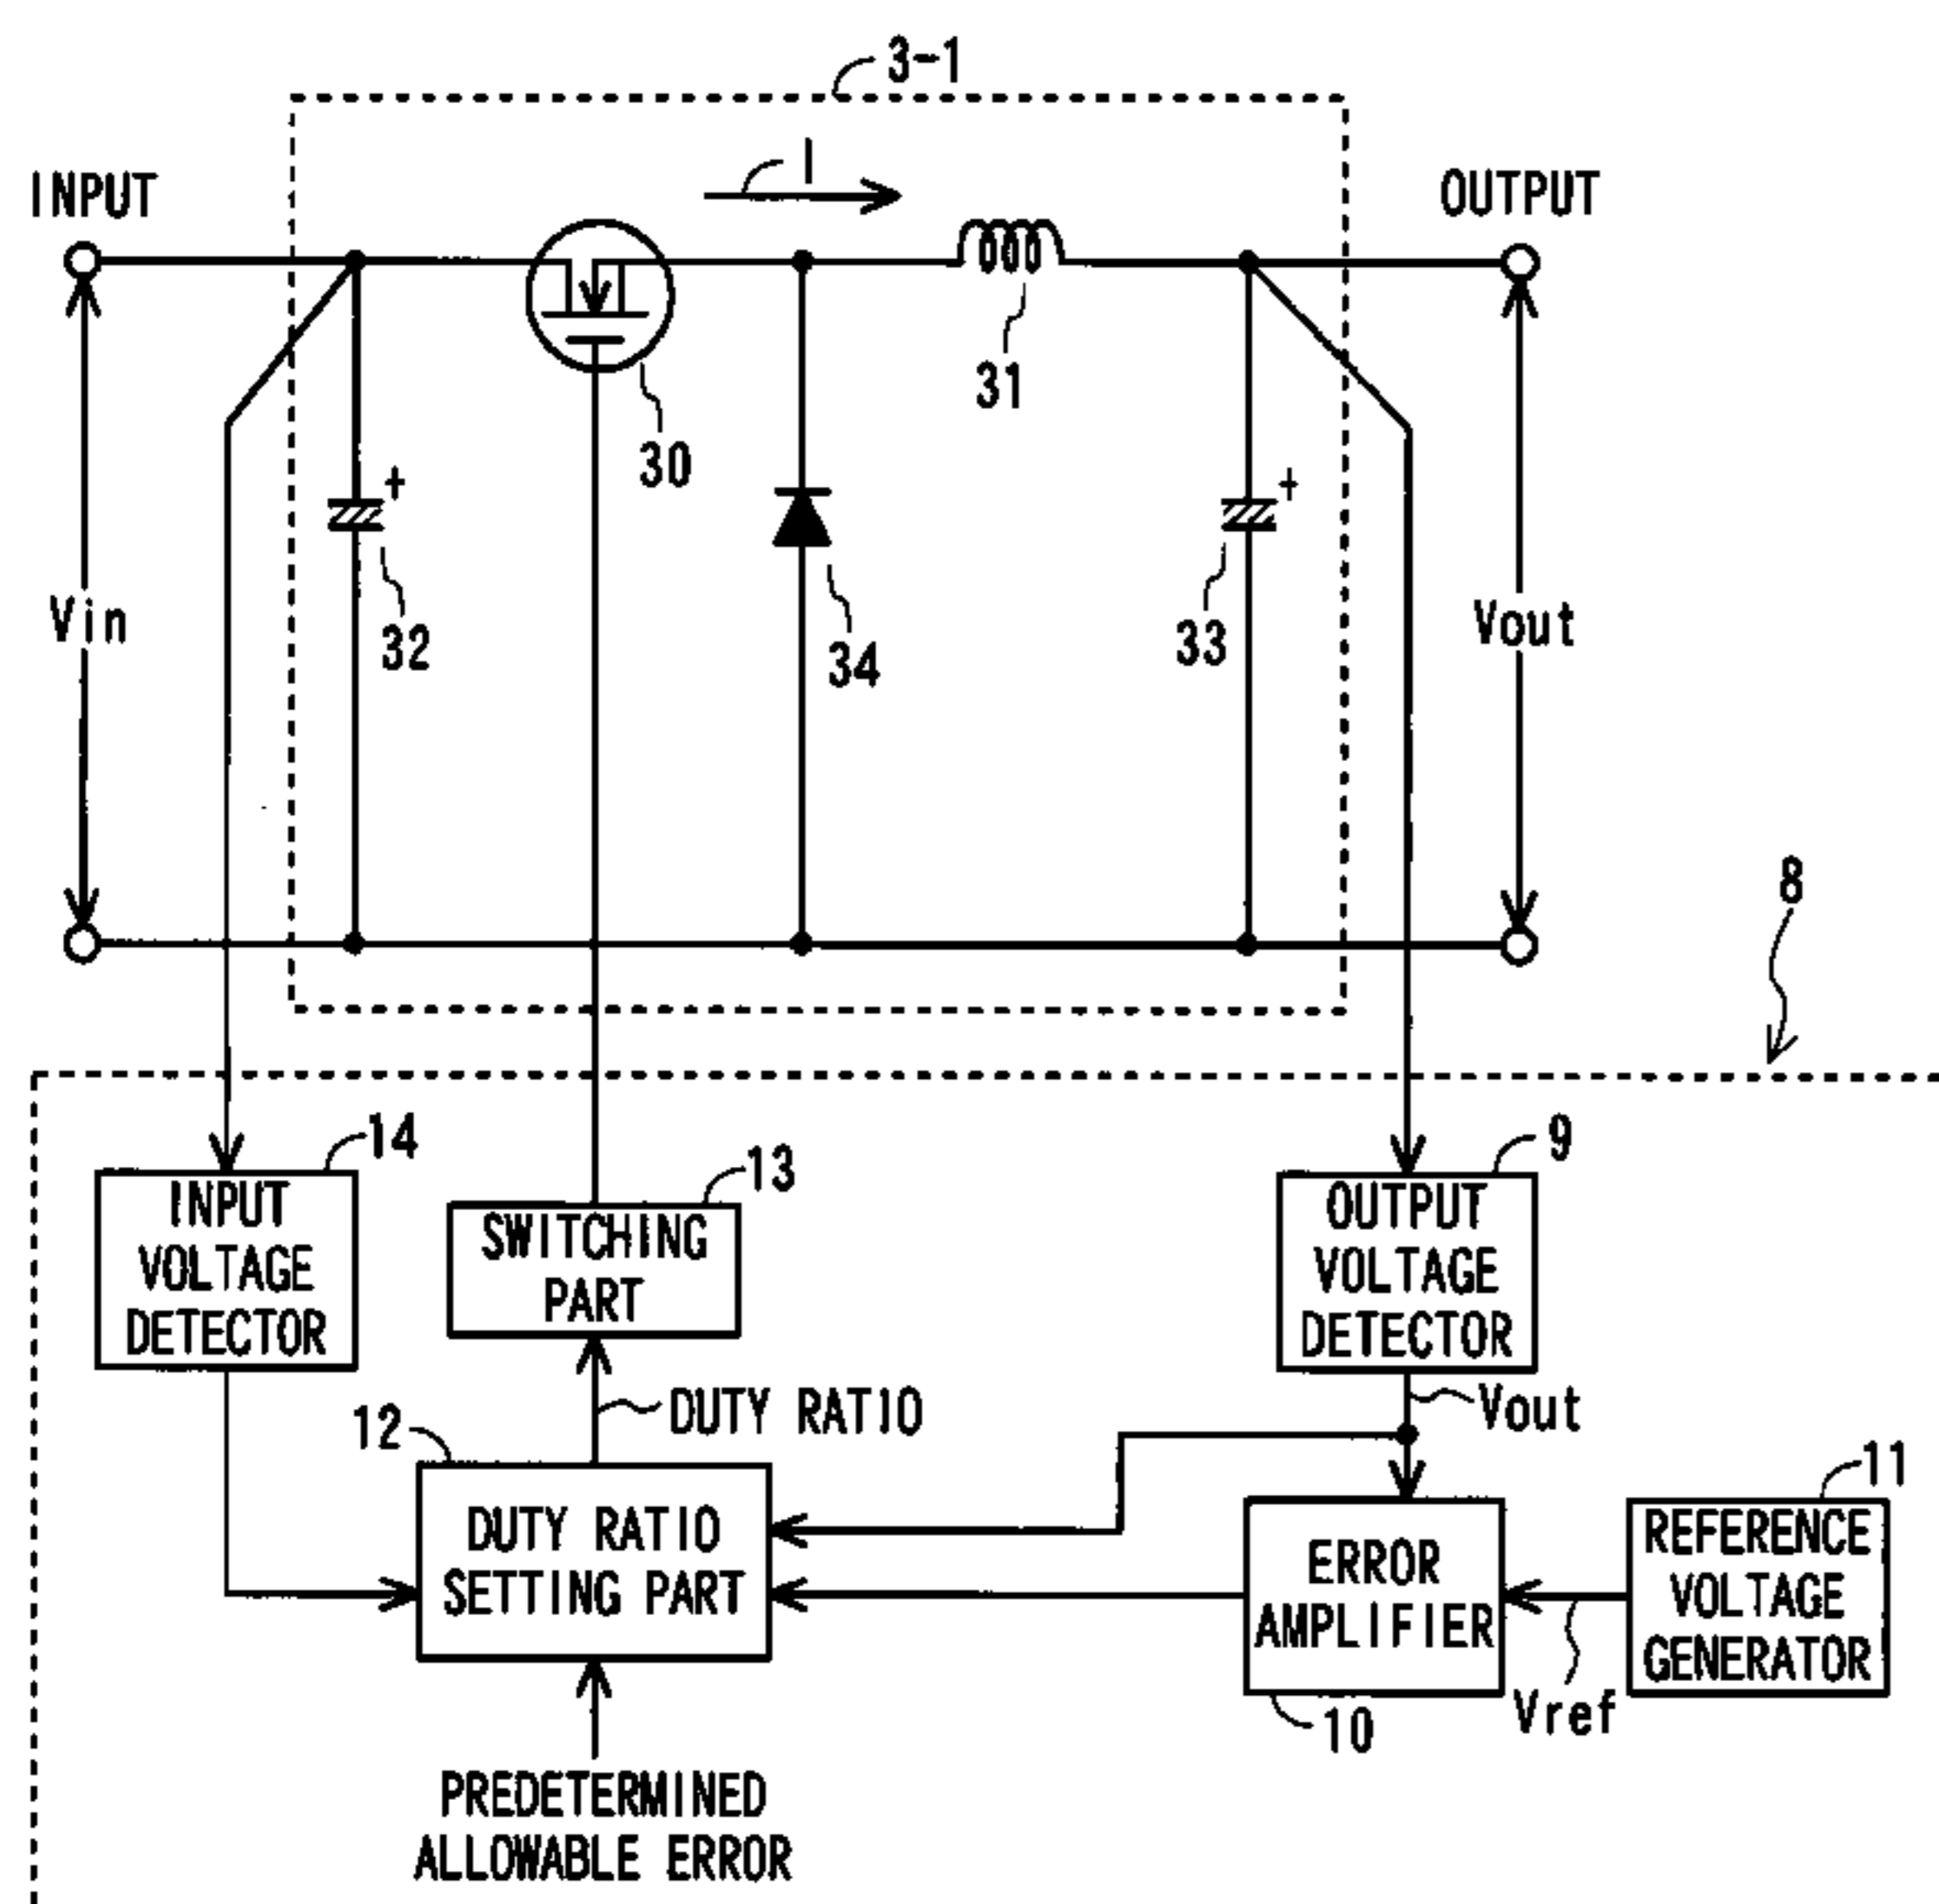 3-1
I
INPUT
OUTPUT
31
30
+
+
32
34
33
Vin
Vout
8
14
13
9
INPUT
VOLTAGE
DETECTOR
SWITCHING
PART
OUTPUT
VOLTAGE
DETECTOR
12
DUTY RATIO
Vout
11
DUTY RATIO
SETTING PART
ERROR
AMPLIFIER
REFERENCE
VOLTAGE
GENERATOR
10
Vref
PREDETERMINED
ALLOWABLE ERROR